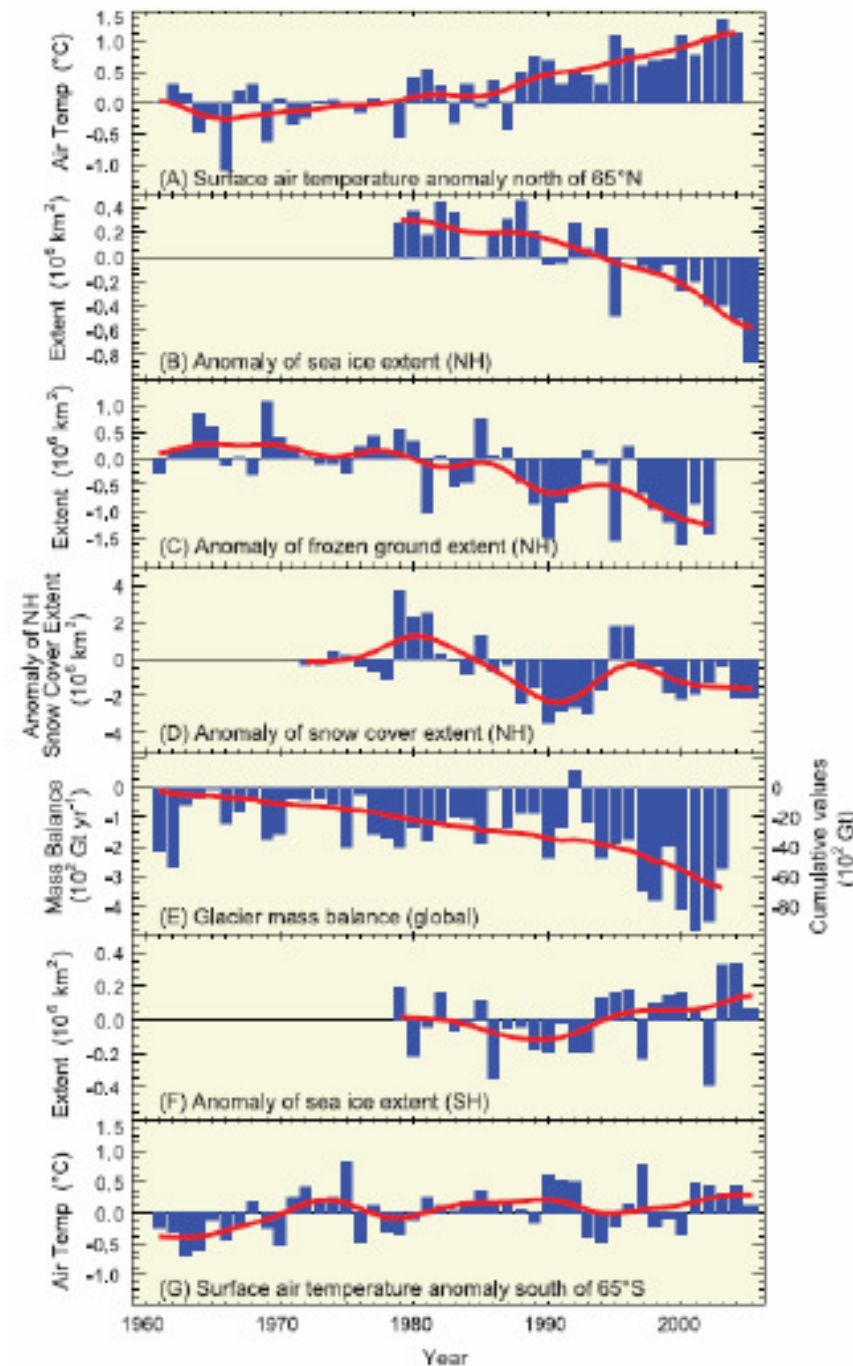 Air Temp (°C)
1.5
1.0
0.5
0.0
-0.5
-1.0
(A) Surface air temperature anomaly north of 65°N
Extent (10⁶ km²)
0.4
0.2
0.0
-0.2
-0.4
-0.6
-0.8
(B) Anomaly of sea ice extent (NH)
Extent (10⁶ km²)
1.0
0.5
0.0
-0.5
-1.0
-1.5
(C) Anomaly of frozen ground extent (NH)
Anomaly of NH
Snow Cover Extent
(10⁶ km²)
4
2
0
-2
-4
(D) Anomaly of snow cover extent (NH)
Mass Balance
(10² Gt yr⁻¹)
0
-1
-2
-3
-4
(E) Glacier mass balance (global)
0
-20
-40
-60
-80
Cumulative values
(10² Gt)
Extent (10⁶ km²)
0.4
0.2
0.0
-0.2
-0.4
(F) Anomaly of sea ice extent (SH)
Air Temp (°C)
1.5
1.0
0.5
0.0
-0.5
-1.0
(G) Surface air temperature anomaly south of 65°S
1960 1970 1980 1990 2000
Year